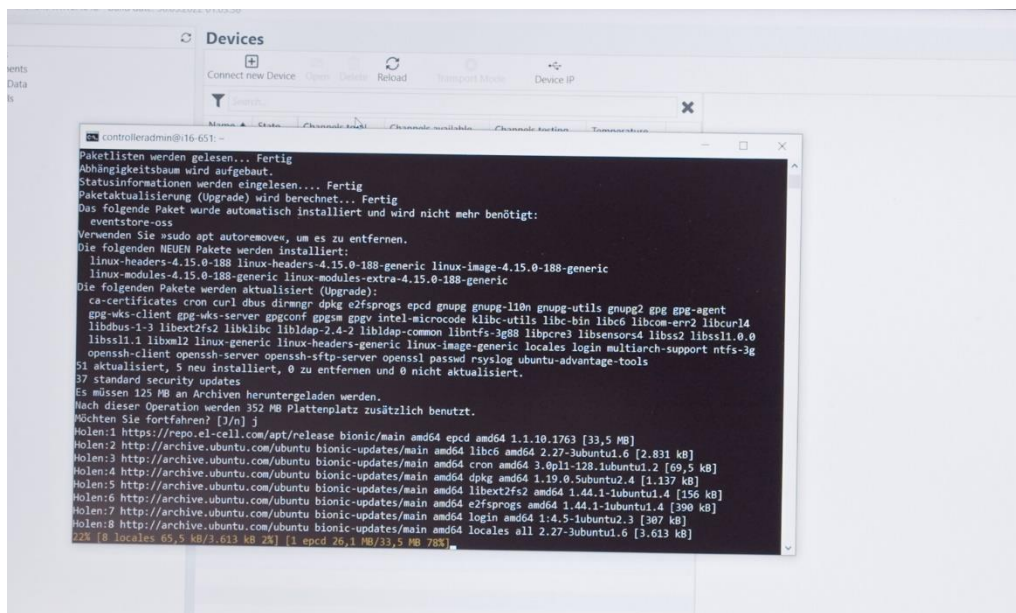 Devices
ents
Data
ls
Connect new Device Open Delete Reload Transport Mode Device IP
Search...
Name State Channels total Channels available Channels testing Temperature
controlleradmin@i16-651: ~
Paketlisten werden gelesen... Fertig
Abhängigkeitsbaum wird aufgebaut.
Statusinformationen werden eingelesen.... Fertig
Paketaktualisierung (Upgrade) wird berechnet... Fertig
Das folgende Paket wurde automatisch installiert und wird nicht mehr benötigt:
eventstore-oss
Verwenden Sie »sudo apt autoremove«, um es zu entfernen.
Die folgenden NEUEN Pakete werden installiert:
linux-headers-4.15.0-188 linux-headers-4.15.0-188-generic linux-image-4.15.0-188-generic
linux-modules-4.15.0-188-generic linux-modules-extra-4.15.0-188-generic
Die folgenden Pakete werden aktualisiert (Upgrade):
ca-certificates cron curl dbus dirmngr dpkg e2fsprogs epcd gnupg gnupg-l10n gnupg-utils gnupg2 gpg gpg-agent
gpg-wks-client gpg-wks-server gpgconf gpgsm gpgv intel-microcode klibc-utils libc-bin libc6 libcom-err2 libcurl4
libdbus-1-3 libext2fs2 libklibc libldap-2.4-2 libldap-common libntfs-3g88 libpcre3 libsensors4 libss2 libssl1.0.0
libssl1.1 libxml2 linux-generic linux-headers-generic linux-image-generic locales login multiarch-support ntfs-3g
openssh-client openssh-server openssh-sftp-server openssl passwd rsyslog ubuntu-advantage-tools
51 aktualisiert, 5 neu installiert, 0 zu entfernen und 0 nicht aktualisiert.
37 standard security updates
Es müssen 125 MB an Archiven heruntergeladen werden.
Nach dieser Operation werden 352 MB Plattenplatz zusätzlich benutzt.
Möchten Sie fortfahren? [J/n] j
Holen:1 https://repo.el-cell.com/apt/release bionic/main amd64 epcd amd64 1.1.10.1763 [33,5 MB]
Holen:2 http://archive.ubuntu.com/ubuntu bionic-updates/main amd64 libc6 amd64 2.27-3ubuntu1.6 [2.831 kB]
Holen:3 http://archive.ubuntu.com/ubuntu bionic-updates/main amd64 cron amd64 3.0pl1-128.1ubuntu1.2 [69,5 kB]
Holen:4 http://archive.ubuntu.com/ubuntu bionic-updates/main amd64 dpkg amd64 1.19.0.5ubuntu2.4 [1.137 kB]
Holen:5 http://archive.ubuntu.com/ubuntu bionic-updates/main amd64 libext2fs2 amd64 1.44.1-1ubuntu1.4 [156 kB]
Holen:6 http://archive.ubuntu.com/ubuntu bionic-updates/main amd64 e2fsprogs amd64 1.44.1-1ubuntu1.4 [390 kB]
Holen:7 http://archive.ubuntu.com/ubuntu bionic-updates/main amd64 login amd64 1:4.5-1ubuntu2.3 [307 kB]
Holen:8 http://archive.ubuntu.com/ubuntu bionic-updates/main amd64 locales all 2.27-3ubuntu1.6 [3.613 kB]
22% [8 locales 65,5 kB/3.613 kB 2%] [1 epcd 26,1 MB/33,5 MB 78%]